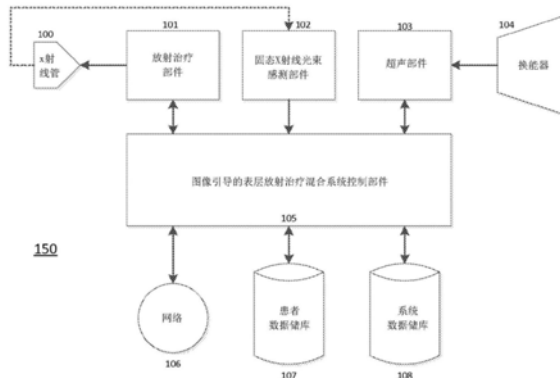 101
102
103
104
100
x射
线管
放射治疗
部件
固态X射线光束
感测部件
超声部件
换能器
图像引导的表层放射治疗混合系统控制部件
105
150
网络
106
患者
数据储库
107
系统
数据储库
108